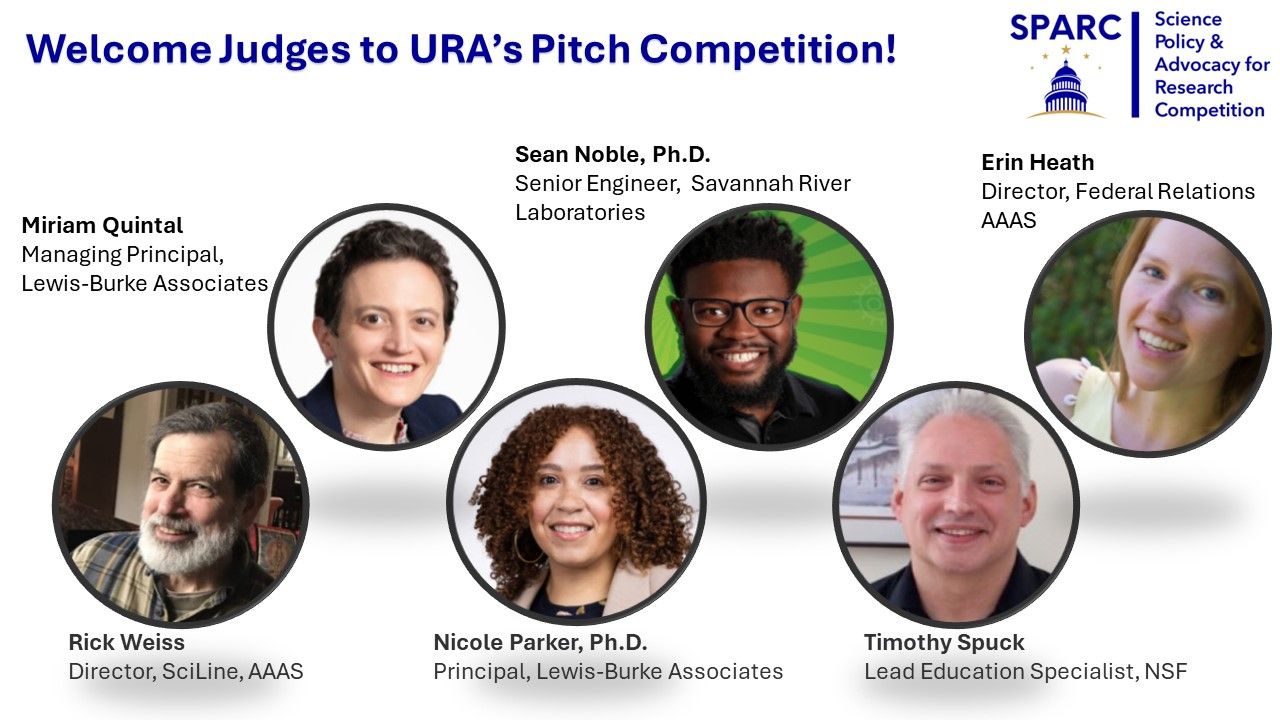 Welcome Judges to URA's Pitch Competition!
SPARC
Science
Policy &
Advocacy for
Research
Competition
Miriam Quintal
Managing Principal,
Lewis-Burke Associates
Sean Noble, Ph.D.
Senior Engineer, Savannah River
Laboratories
Erin Heath
Director, Federal Relations
AAAS
Rick Weiss
Director, SciLine, AAAS
Nicole Parker, Ph.D.
Principal, Lewis-Burke Associates
Timothy Spuck
Lead Education Specialist, NSF